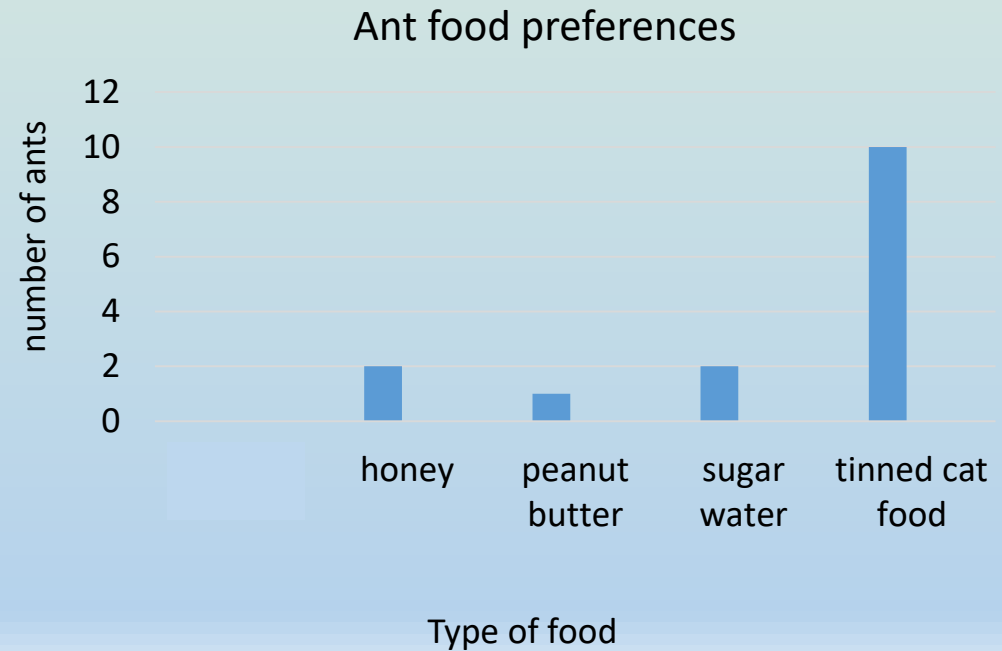 Ant food preferences
number of ants
12
10
8
6
4
2
0
honey
peanut
butter
sugar
water
tinned cat
food
Type of food